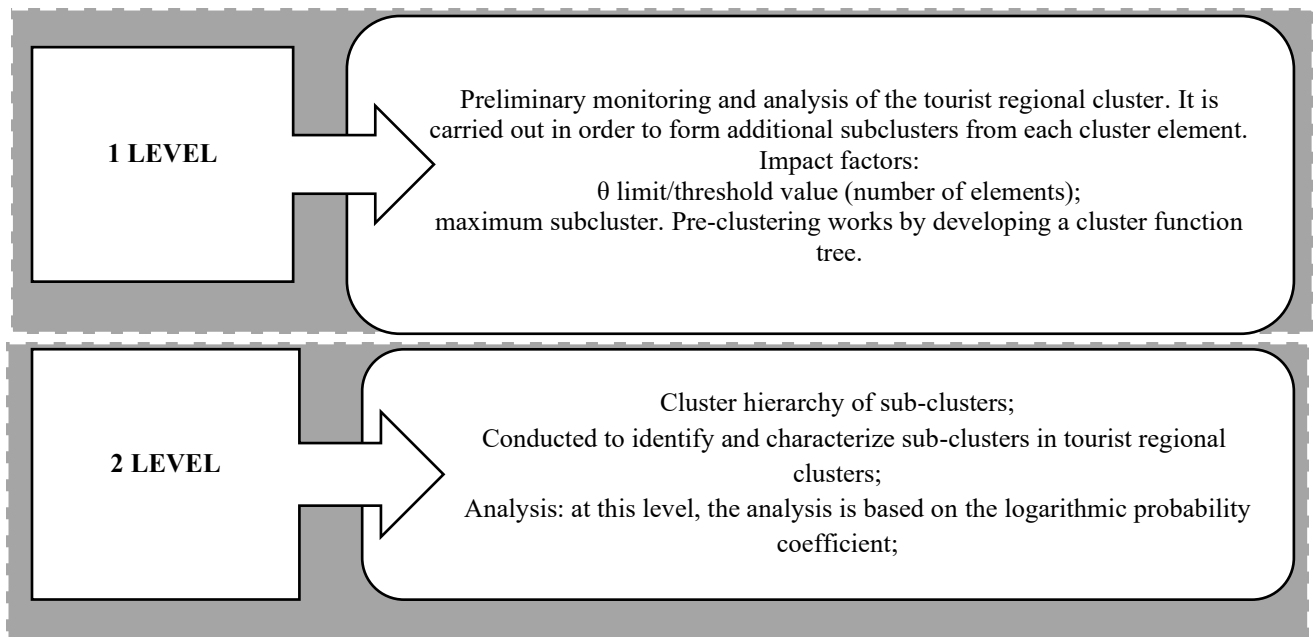 1 LEVEL
Preliminary monitoring and analysis of the tourist regional cluster. It is
carried out in order to form additional subclusters from each cluster element.
Impact factors:
θ limit/threshold value (number of elements);
maximum subcluster. Pre-clustering works by developing a cluster function
tree.
2 LEVEL
Cluster hierarchy of sub-clusters;
Conducted to identify and characterize sub-clusters in tourist regional
clusters;
Analysis: at this level, the analysis is based on the logarithmic probability
coefficient;